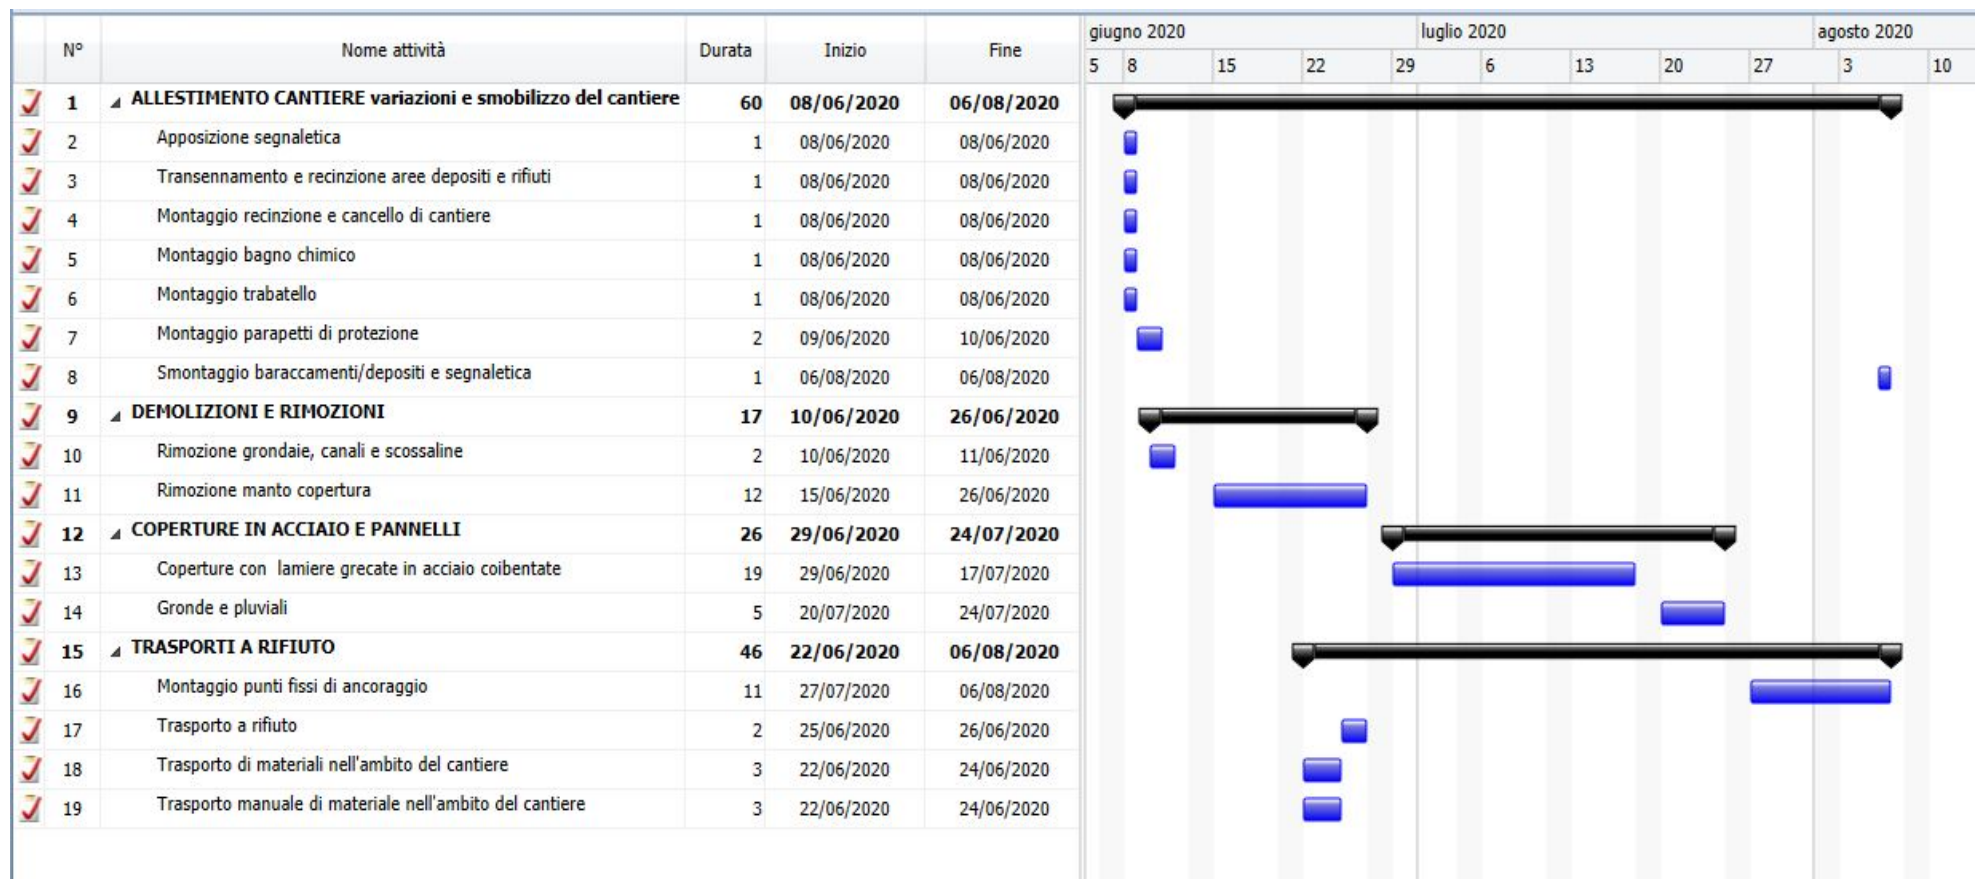 giugno 2020 luglio 2020 agosto 2020
N° Nome attività Durata Inizio Fine
5 8 15 22 29 6 13 20 27 3 10
1 ALLESTIMENTO CANTIERE variazioni e smobilizzo del cantiere 60 08/06/2020 06/08/2020
2 Apposizione segnaletica 1 08/06/2020 08/06/2020
3 Transennamento e recinzione aree depositi e rifiuti 1 08/06/2020 08/06/2020
4 Montaggio recinzione e cancello di cantiere 1 08/06/2020 08/06/2020
5 Montaggio bagno chimico 1 08/06/2020 08/06/2020
6 Montaggio trabatello 1 08/06/2020 08/06/2020
7 Montaggio parapetti di protezione 2 09/06/2020 10/06/2020
8 Smontaggio baraccamenti/depositi e segnaletica 1 06/08/2020 06/08/2020
9 DEMOLIZIONI E RIMOZIONI 17 10/06/2020 26/06/2020
10 Rimozione grondaie, canali e scossaline 2 10/06/2020 11/06/2020
11 Rimozione manto copertura 12 15/06/2020 26/06/2020
12 COPERTURE IN ACCIAIO E PANNELLI 26 29/06/2020 24/07/2020
13 Coperture con lamiere grecate in acciaio coibentate 19 29/06/2020 17/07/2020
14 Gronde e pluviali 5 20/07/2020 24/07/2020
15 TRASPORTI A RIFIUTO 46 22/06/2020 06/08/2020
16 Montaggio punti fissi di ancoraggio 11 27/07/2020 06/08/2020
17 Trasporto a rifiuto 2 25/06/2020 26/06/2020
18 Trasporto di materiali nell'ambito del cantiere 3 22/06/2020 24/06/2020
19 Trasporto manuale di materiale nell'ambito del cantiere 3 22/06/2020 24/06/2020